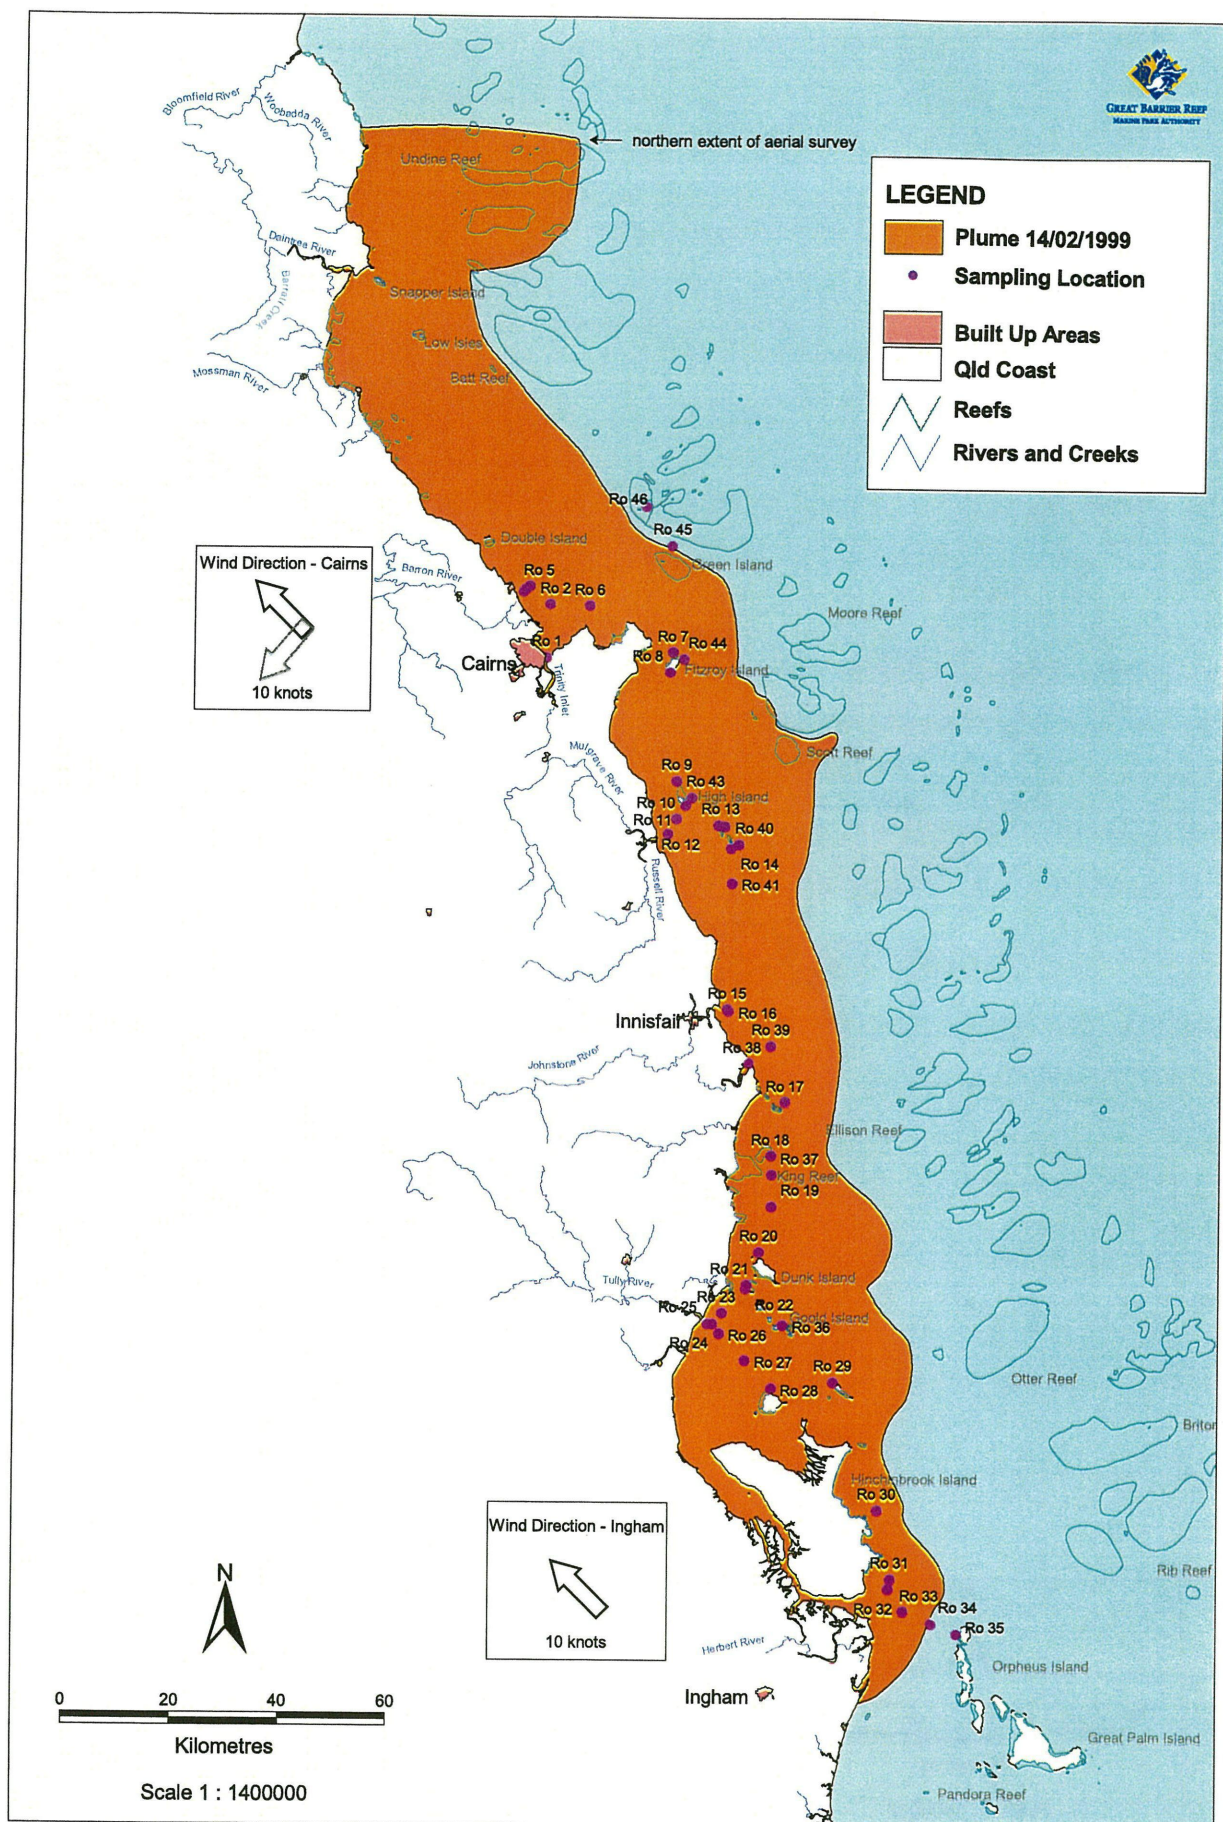 GREAT BARRIER REEF
MARINE PARK AUTHORITY
Bloomfield River
Woobadda River
northern extent of aerial survey
Undine Reef
LEGEND
Plume 14/02/1999
Sampling Location
Built Up Areas
Qld Coast
Reefs
Rivers and Creeks
Daintree River
Barratt Creek
Snapper Island
Low Isles
Mossman River
Batt Reef
Ro 46
Ro 45
Double Island
Green Island
Wind Direction - Cairns
10 knots
Barron River
Ro 5
Ro 2
Ro 6
Moore Reef
Ro 1
Ro 7
Ro 44
Ro 8
Cairns
Fitzroy Island
Trinity Inlet
Mulgrave River
Scott Reef
Ro 9
Ro 43
High Island
Ro 10
Ro 13
Ro 11
Ro 40
Ro 12
Ro 14
Russell River
Ro 41
Ro 15
Innisfail
Ro 16
Ro 39
Ro 38
Johnstone River
Ro 17
Ellison Reef
Ro 18
Ro 37
King Reef
Ro 19
Ro 20
Ro 21
Dunk Island
Tully River
Ro 23
Ro 22
Ro 25
Goold Island
Ro 36
Ro 24
Ro 26
Ro 27
Ro 29
Ro 28
Otter Reef
Briton
Hinchinbrook Island
Ro 30
Wind Direction - Ingham
10 knots
Ro 31
Rib Reef
Ro 33
Ro 32
Ro 34
Ro 35
Herbert River
Orpheus Island
Ingham
Great Palm Island
Pandora Reef
N
0 20 40 60
Kilometres
Scale 1 : 1400000